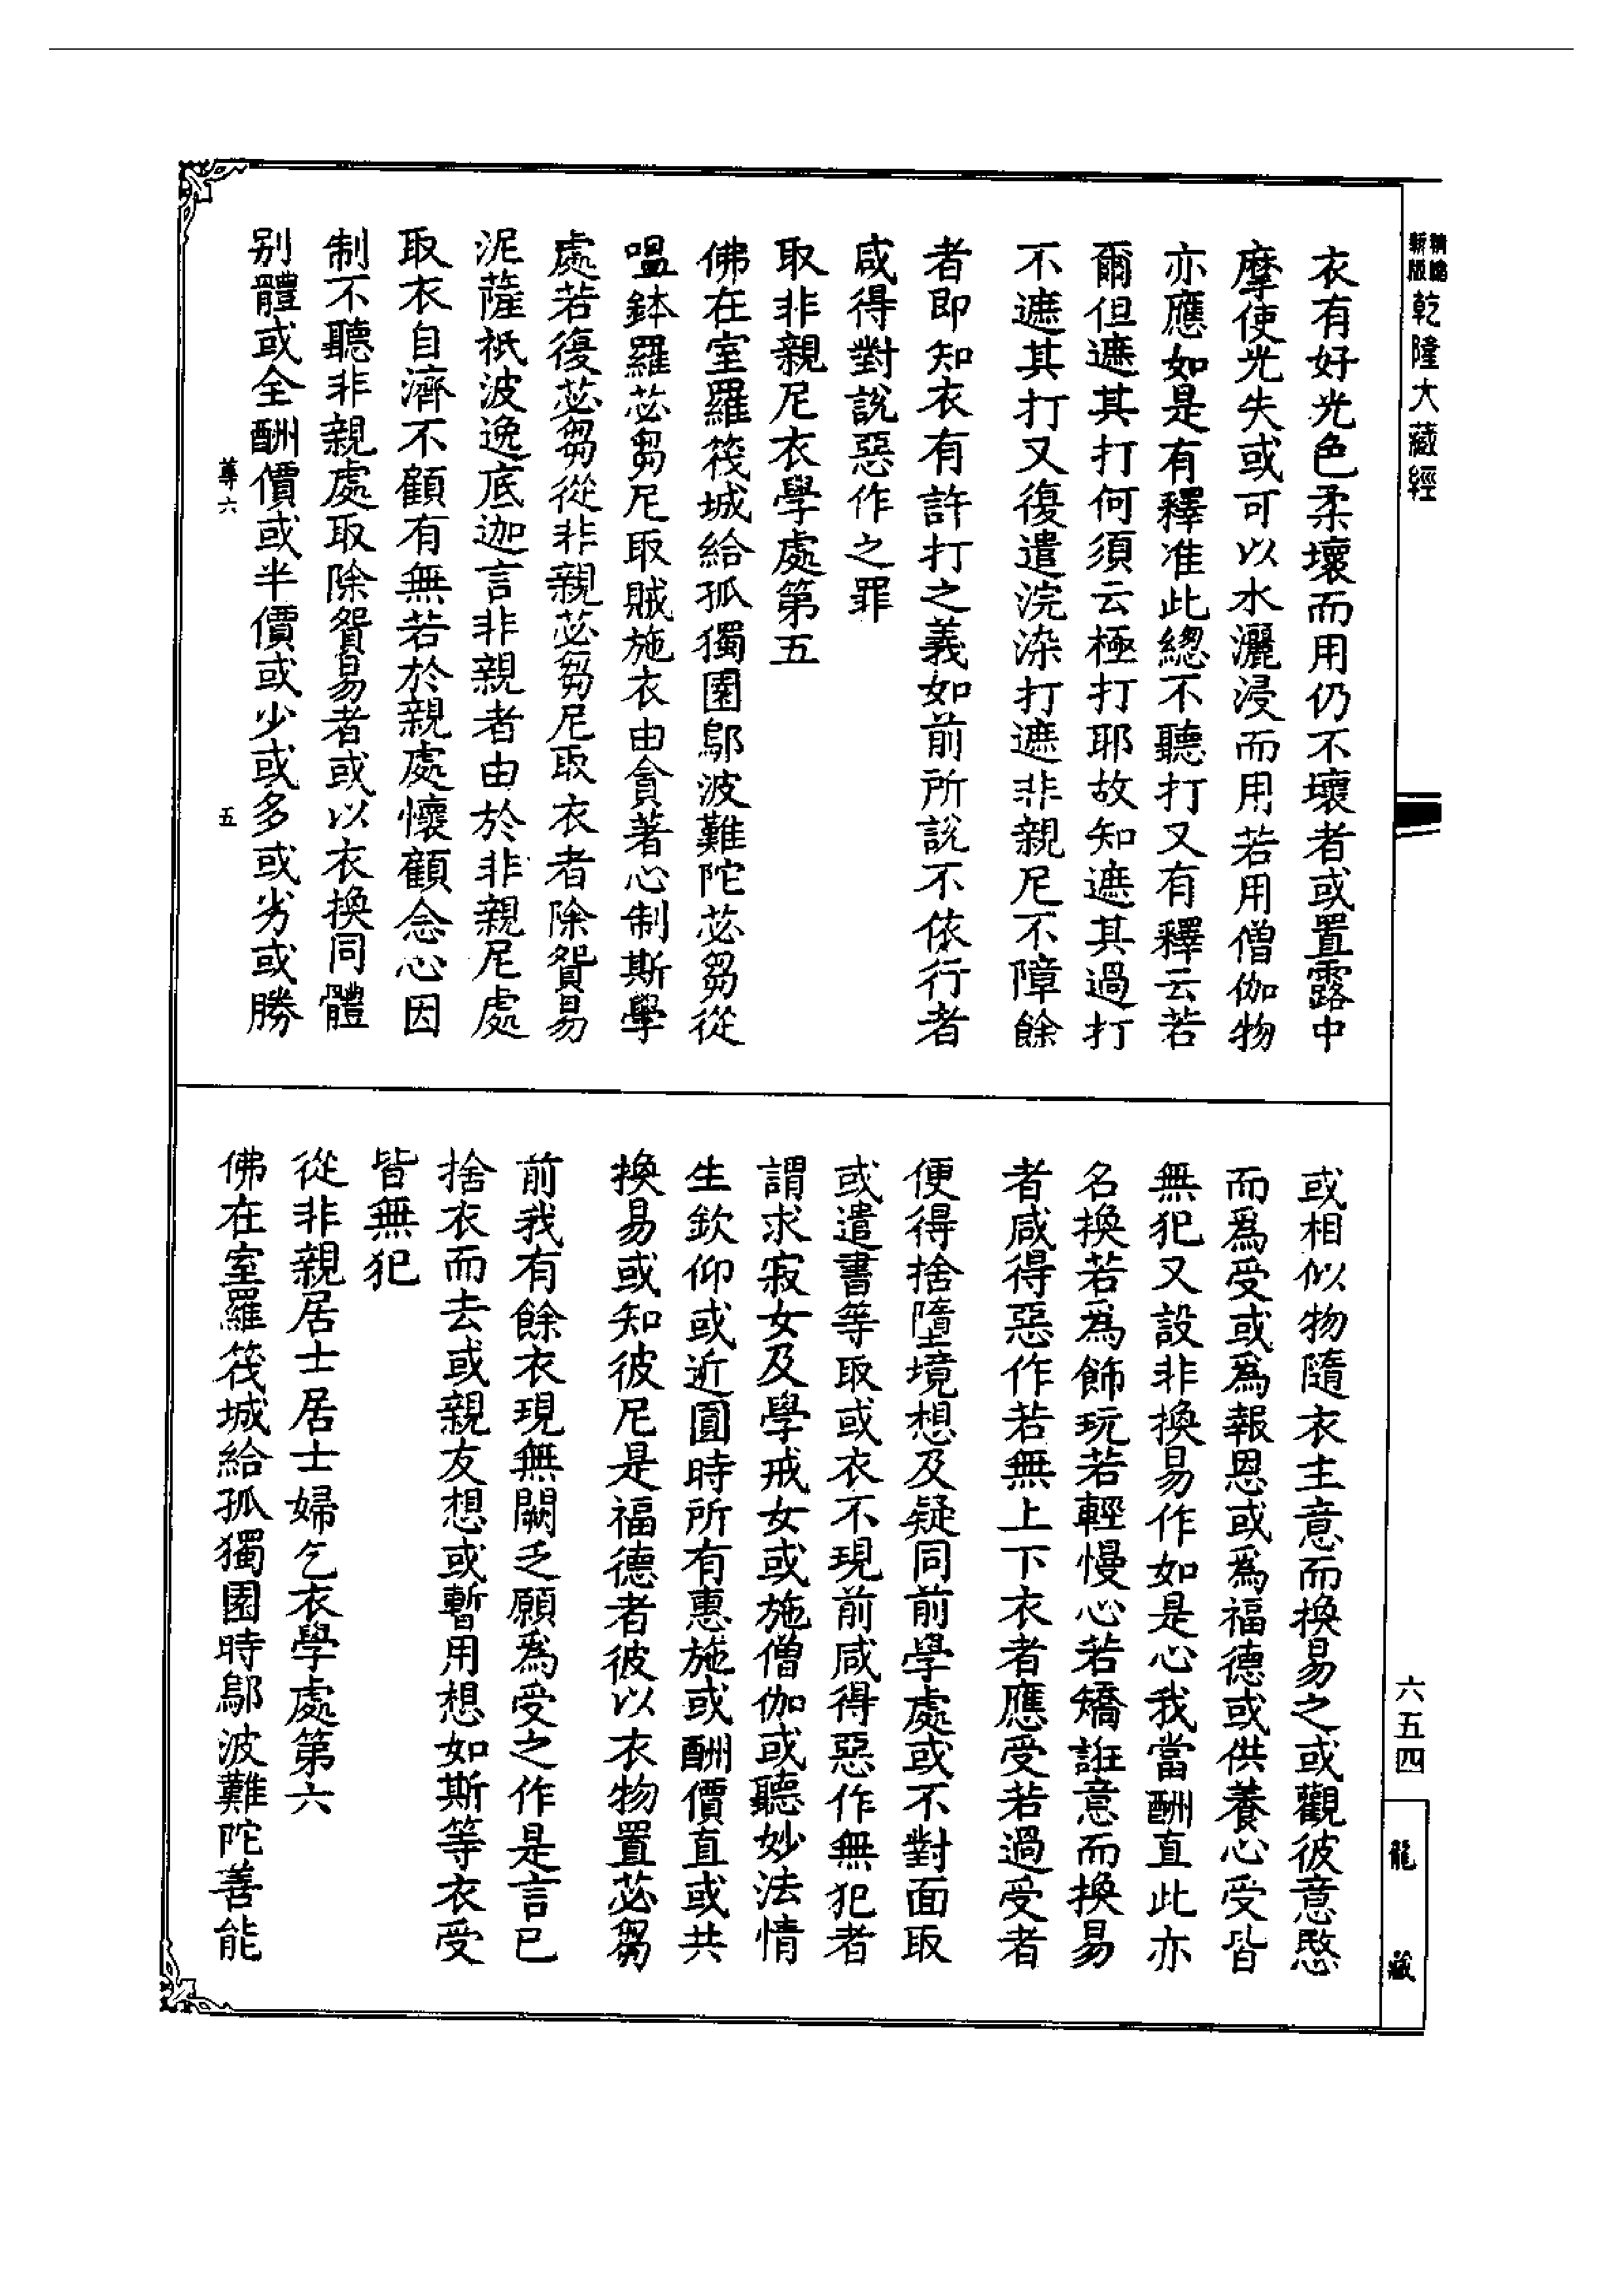 乾隆大藏經
衣有好光色柔壞而用仍不壞者或置露中
摩使光失或可以水灑浸而用若用僧伽物
亦應如是有釋准此總不聽打又有釋云若
爾但遮其打何須云極打耶故知遮其過打
不遮其打又復遣浣染打遮非親尼不障餘
者即知衣有許打之義如前所說不依行者
咸得對說惡作之罪
取非親尼衣學處第五
佛在室羅筏城給孤獨園鄔波難陀苾芻從
嗢鉢羅苾芻尼取賊施衣由貪著心制斯學
處若復苾芻從非親苾芻尼取衣者除貿易
泥薩祇波逸底迦言非親者由於非親尼處
取衣自濟不顧有無若於親處懷顧念心因
制不聽非親處取除貿易者或以衣換同體
别體或全酬價或半價或少或多或劣或勝
尊六
五
或相似物隨衣主意而換易之或觀彼意愍
而爲受或爲報恩或爲福德或供養心受皆
無犯又設非換易作如是心我當酬直此亦
名換若爲飾玩若輕慢心若矯誑意而換易
者咸得惡作若無上下衣者應受若過受者
便得捨墮境想及疑同前學處或不對面取
或遣書等取或衣不現前咸得惡作無犯者
謂求寂女及學戒女或施僧伽或聽妙法情
生欽仰或近圓時所有惠施或酬價直或共
換易或知彼尼是福德者彼以衣物置苾芻
前我有餘衣現無闕乏願爲受之作是言已
捨衣而去或親友想或暫用想如斯等衣受
皆無犯
從非親居士居士婦乞衣學處第六
佛在室羅筏城給孤獨園時鄔波難陀善能
六五四
龍藏